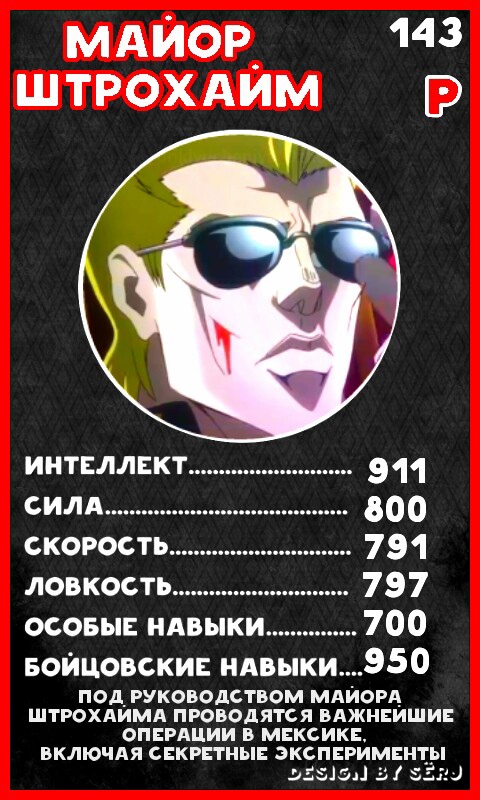 МАЙОР
143
ШТРОХАЙМ
Р
ИНТЕЛЛЕКТ........................... 911
СИЛА........................................ 800
СКОРОСТЬ.............................. 791
ЛОВКОСТЬ............................. 797
ОСОБЫЕ НАВЫКИ............... 700
БОЙЦОВСКИЕ НАВЫКИ....950
ПОД РУКОВОДСТВОМ МАЙОРА
ШТРОХАЙМА ПРОВОДЯТСЯ ВАЖНЕЙШИЕ
ОПЕРАЦИИ В МЕКСИКЕ,
ВКЛЮЧАЯ СЕКРЕТНЫЕ ЭКСПЕРИМЕНТЫ
DESIGN BY SЁRJ